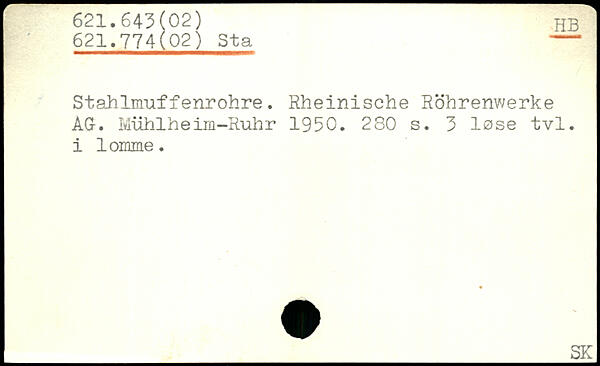 621.643(02)
HB
621.774(02) Sta
Stahlmuffenrohre. Rheinische Röhrenwerke
AG. Mühlheim-Ruhr 1950. 280 s. 3 løse tvl.
i lomme.
SK